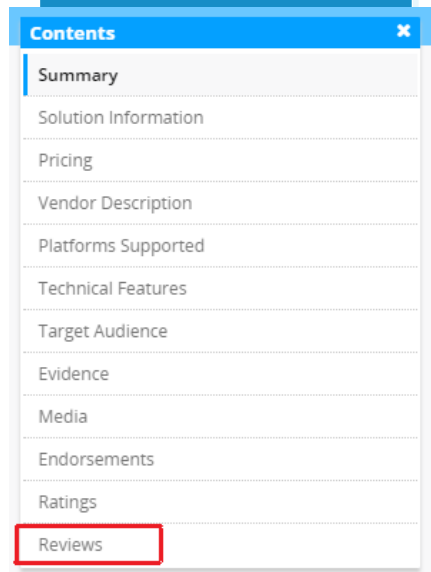 Contents
Summary
Solution Information
Pricing
Vendor Description
Platforms Supported
Technical Features
Target Audience
Evidence
Media
Endorsements
Ratings
Reviews